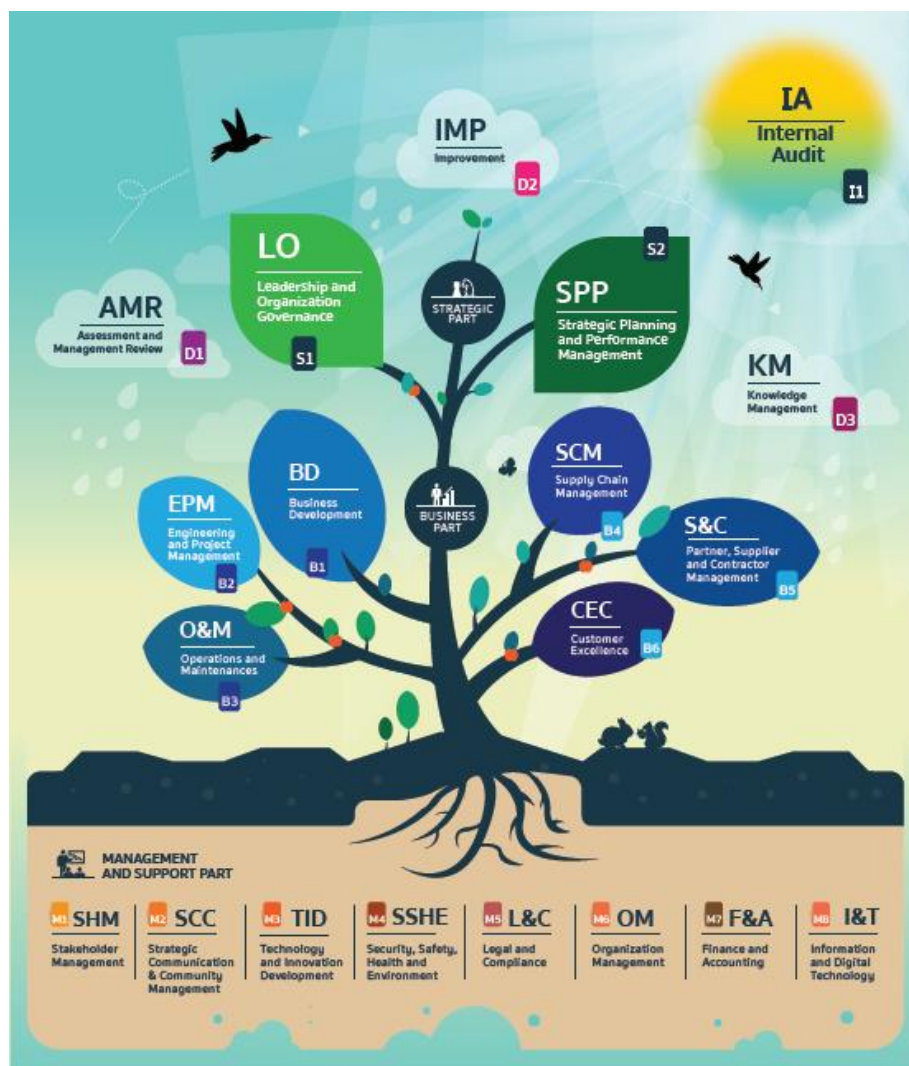 IMP
Improvement
D2
IA
Internal
Audit
I1
LO
Leadership and
Organization
Governance
S1
STRATEGIC
PART
S2
SPP
Strategic Planning
and Performance
Management
AMR
Assessment and
Management Review
D1
KM
Knowledge
Management
D3
BD
Business
Development
B1
BUSINESS
PART
SCM
Supply Chain
Management
B4
EPM
Engineering
and Project
Management
B2
S&C
Partner, Supplier
and Contractor
Management
B5
O&M
Operations and
Maintenances
B3
CEC
Customer
Excellence
B6
MANAGEMENT
AND SUPPORT PART
M1 SHM
Stakeholder
Management
M2 SCC
Strategic
Communication
& Community
Management
M3 TID
Technology
and Innovation
Development
M4 SSHE
Security, Safety,
Health and
Environment
M5 L&C
Legal and
Compliance
M6 OM
Organization
Management
M7 F&A
Finance and
Accounting
M8 I&T
Information
and Digital
Technology